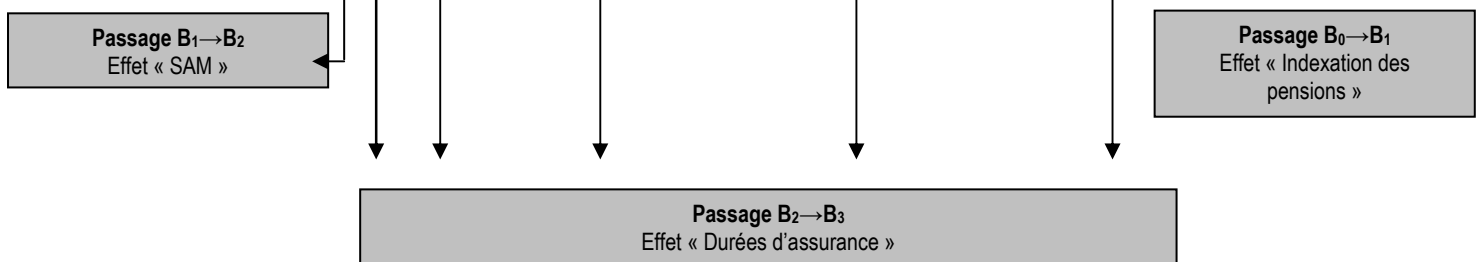 Passage B₁→B₂
Effet « SAM »
Passage B₀→B₁
Effet « Indexation des
pensions »
Passage B₂→B₃
Effet « Durées d’assurance »